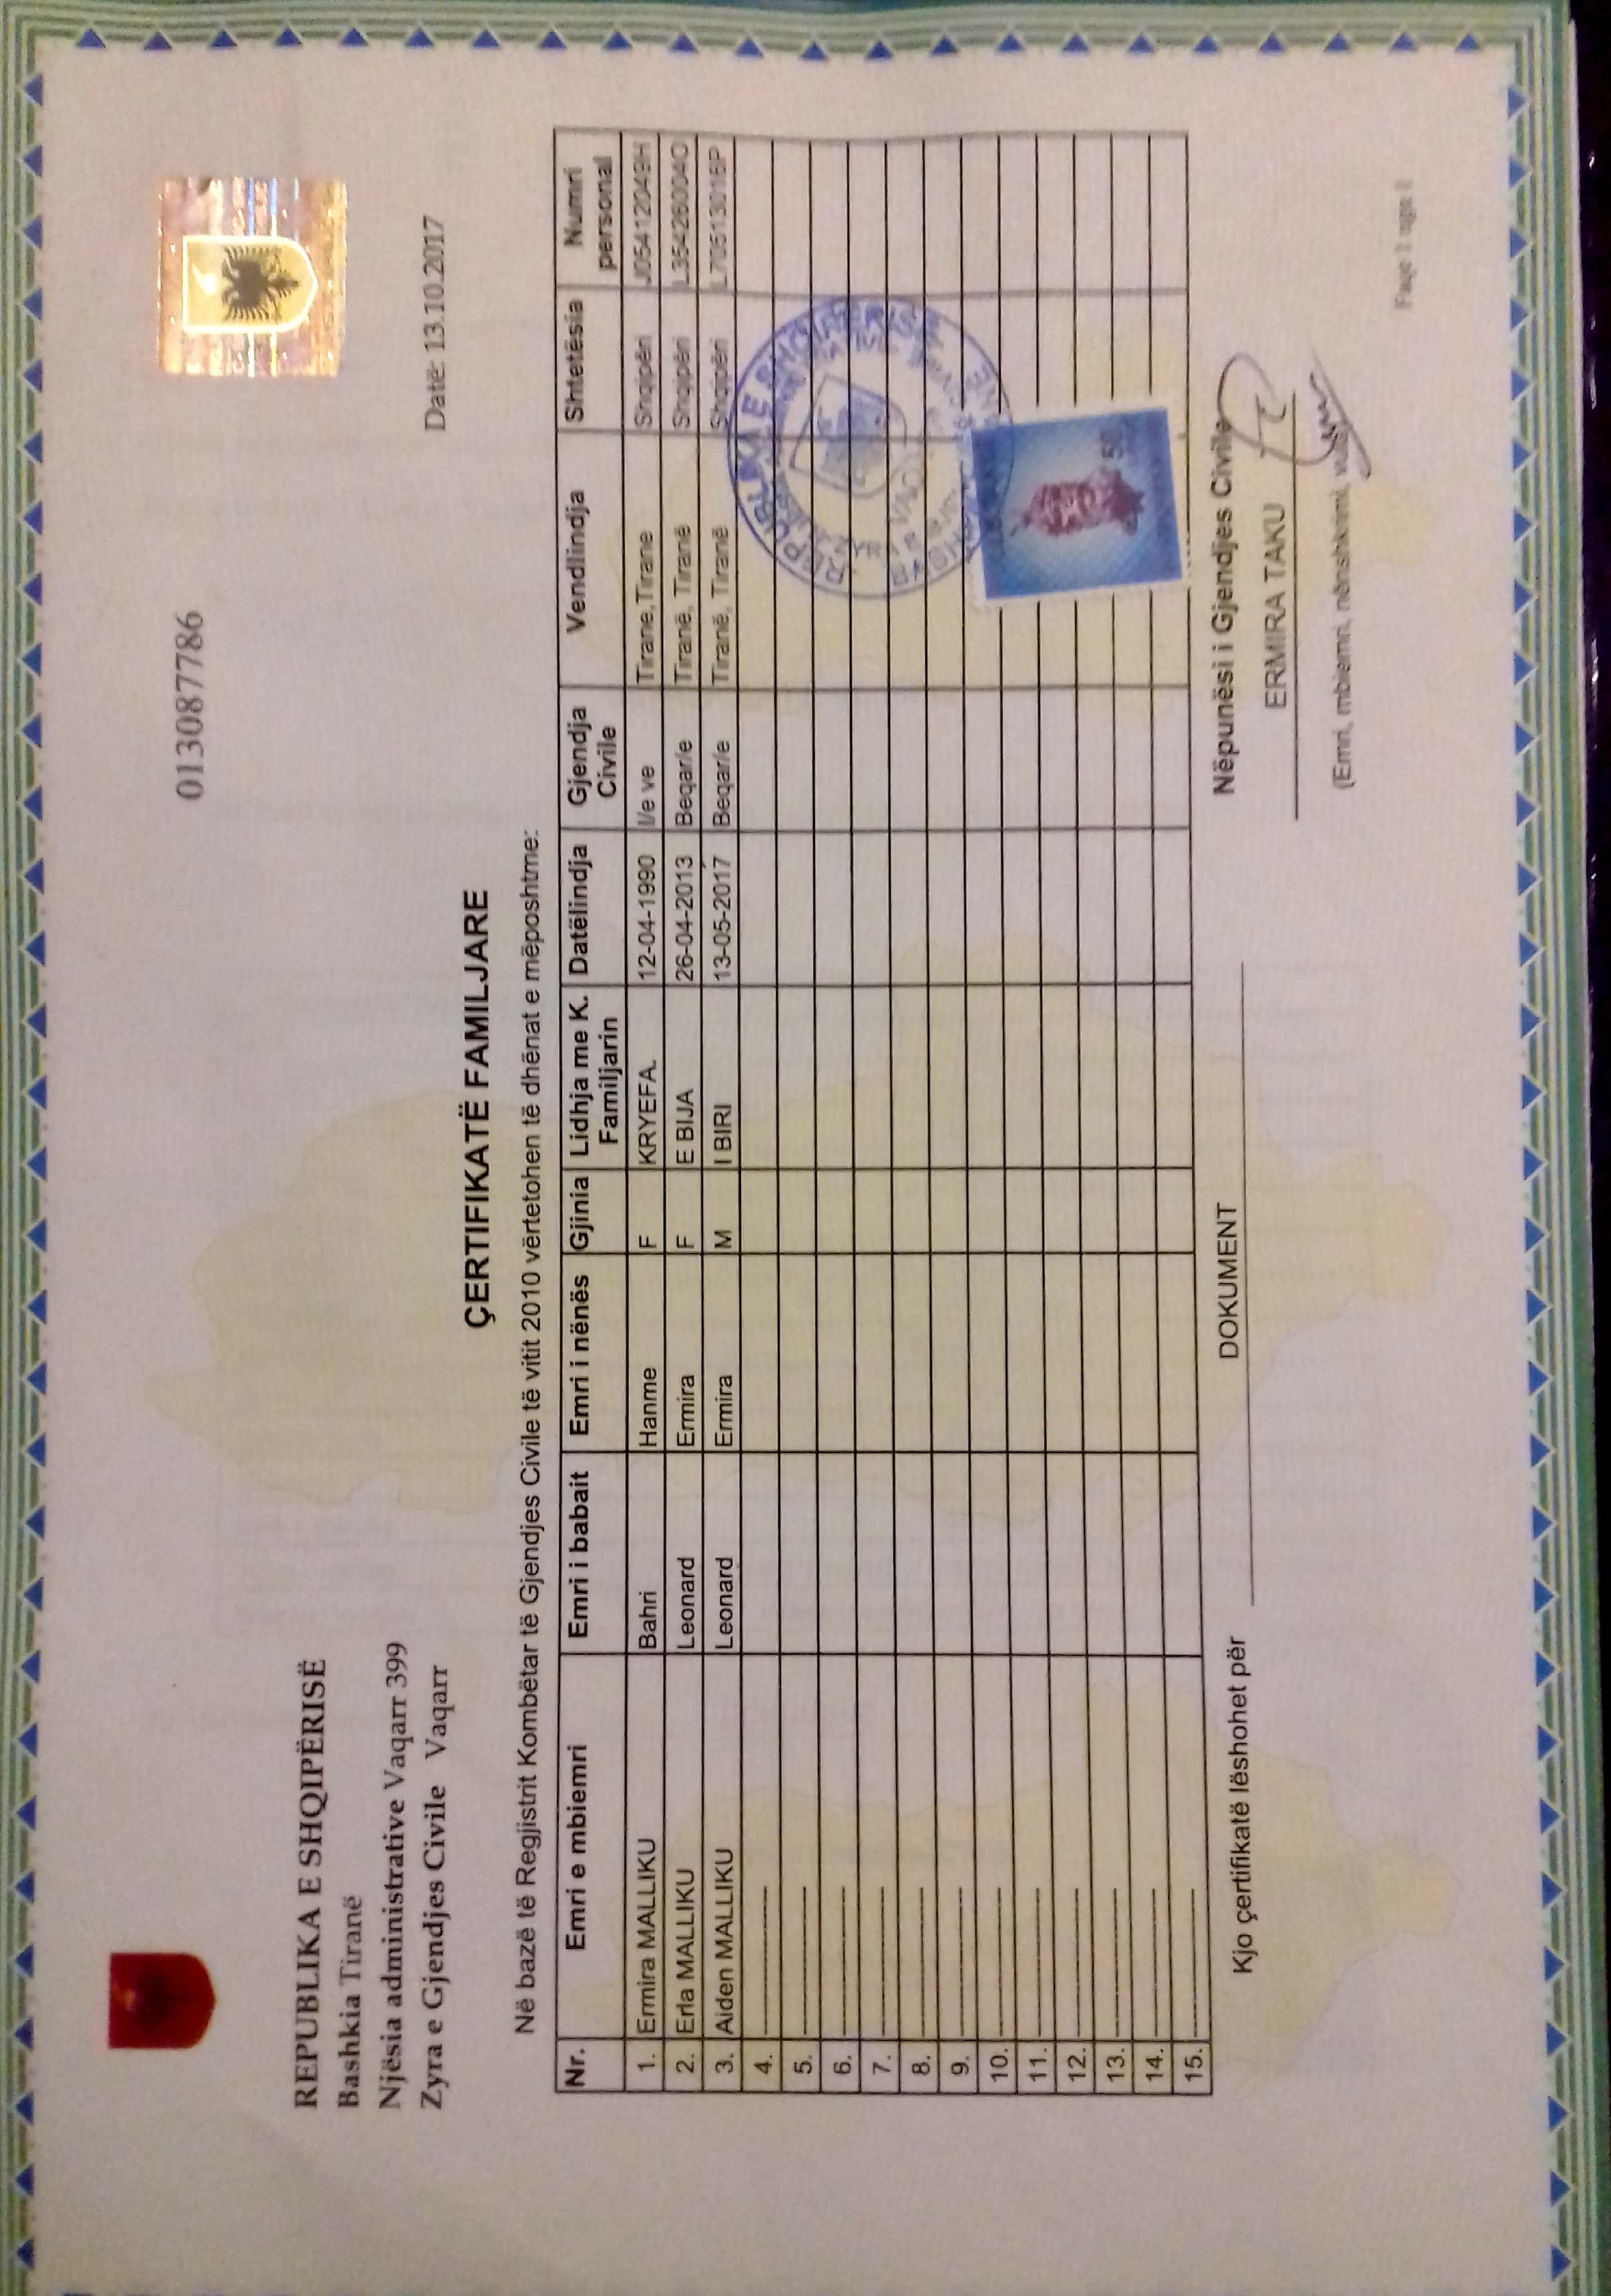 0130877786
REPUBLIKA E SHQIPËRISË
Bashkia Tiranë
Njësia administrative Vaqarr 399
Zyra e Gjendjes Civile Vaqarr
Datë: 13.10.2017
ÇERTIFIKATË FAMILJARE
Në bazë të Regjistrit Kombëtar të Gjendjes Civile të vitit 2010 vërtetohen të dhënat e mëposhtme:
Nr. Emri e mbiemri Emri i babait Emri i nënës Gjinia Lidhja me K. Familjarin Datëlindja Gjendja Civile Vendlindja Shtetësia Numri personal
1. Ermira MALLIKU Bahri Hanme F KRYEFA. 12-04-1990 I/e ve Tirane,Tirane Shqipëri J05412049H
2. Erla MALLIKU Leonard Ermira F E BIJA 26-04-2013 Beqar/e Tiranë, Tiranë Shqipëri L35426004O
3. Aiden MALLIKU Leonard Ermira M I BIRI 13-05-2017 Beqar/e Tiranë, Tiranë Shqipëri L70513016P
4.
5.
6.
7.
8.
9.
10.
11.
12.
13.
14.
15.
Kjo çertifikatë lëshohet për DOKUMENT
Nëpunësi i Gjendjes Civile
ERMIRA TAKU
(Emri, mbiemri, nënshkrimi,
Faqe 1 nga 1